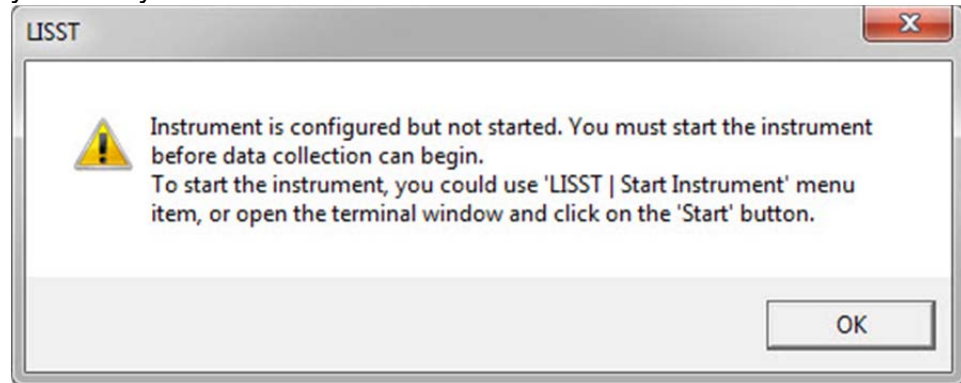 LISST
Instrument is configured but not started. You must start the instrument
before data collection can begin.
To start the instrument, you could use 'LISST | Start Instrument' menu
item, or open the terminal window and click on the 'Start' button.
OK